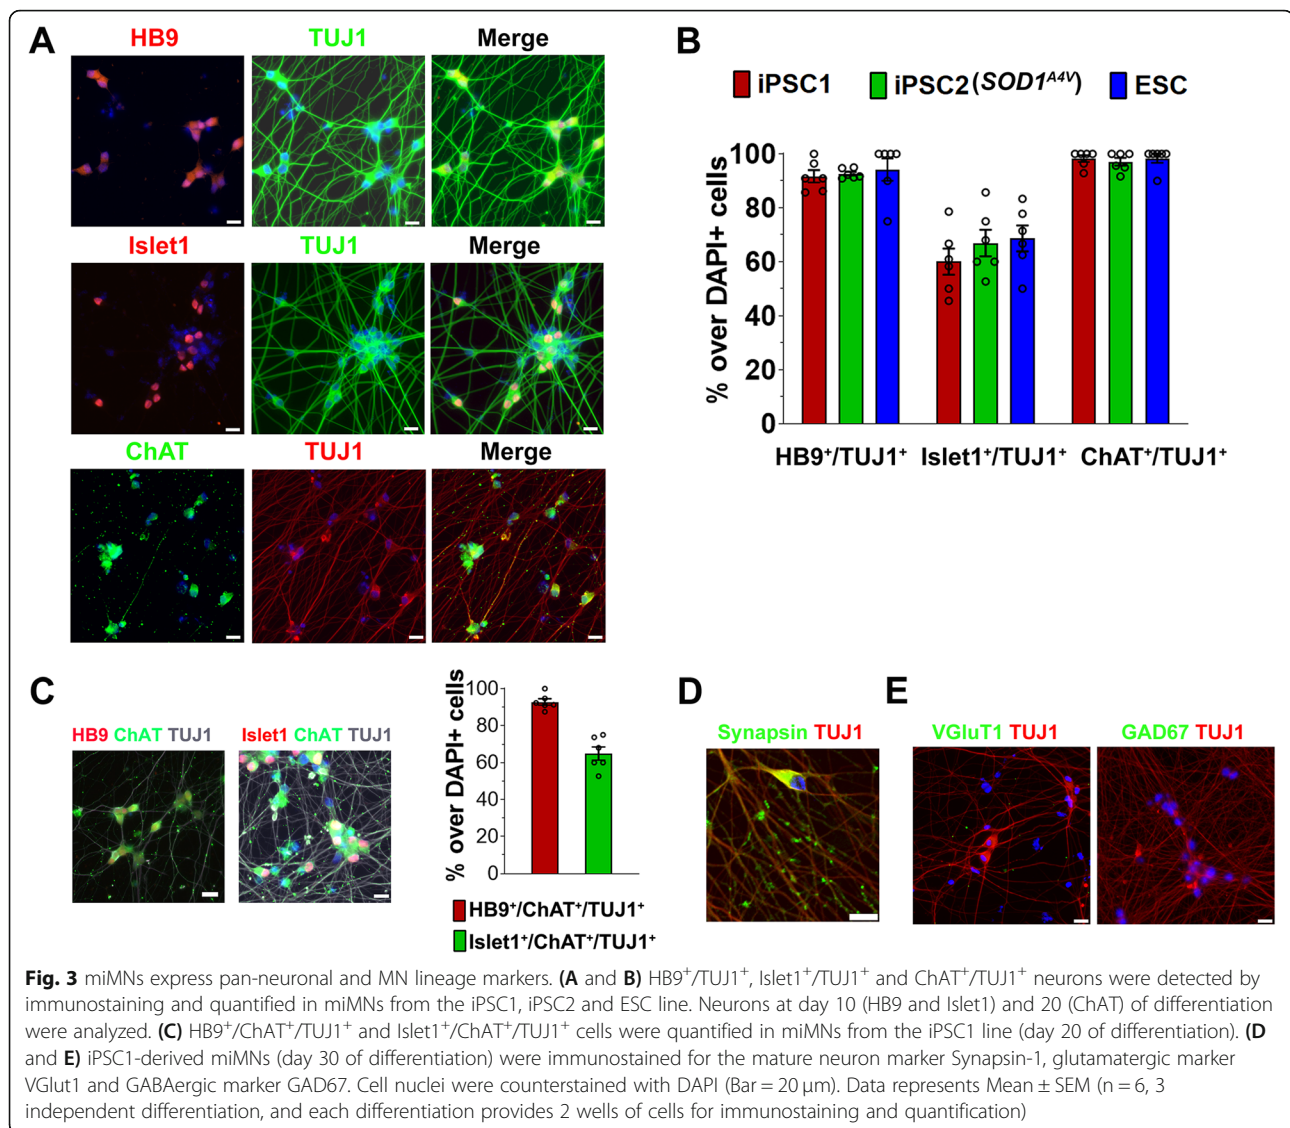 A
HB9 TUJ1 Merge
Islet1 TUJ1 Merge
ChAT TUJ1 Merge
B
iPSC1 iPSC2(SOD1ᴬ⁴ⱽ) ESC
% over DAPI+ cells
100
80
60
40
20
0
HB9⁺/TUJ1⁺ Islet1⁺/TUJ1⁺ ChAT⁺/TUJ1⁺
C
HB9 ChAT TUJ1
Islet1 ChAT TUJ1
% over DAPI+ cells
100
80
60
40
20
0
HB9⁺/ChAT⁺/TUJ1⁺
Islet1⁺/ChAT⁺/TUJ1⁺
D
Synapsin TUJ1
E
VGluT1 TUJ1
GAD67 TUJ1
Fig. 3 miMNs express pan-neuronal and MN lineage markers. (A and B) HB9⁺/TUJ1⁺, Islet1⁺/TUJ1⁺ and ChAT⁺/TUJ1⁺ neurons were detected by
immunostaining and quantified in miMNs from the iPSC1, iPSC2 and ESC line. Neurons at day 10 (HB9 and Islet1) and 20 (ChAT) of differentiation
were analyzed. (C) HB9⁺/ChAT⁺/TUJ1⁺ and Islet1⁺/ChAT⁺/TUJ1⁺ cells were quantified in miMNs from the iPSC1 line (day 20 of differentiation). (D
and E) iPSC1-derived miMNs (day 30 of differentiation) were immunostained for the mature neuron marker Synapsin-1, glutamatergic marker
VGlut1 and GABAergic marker GAD67. Cell nuclei were counterstained with DAPI (Bar = 20 μm). Data represents Mean ± SEM (n = 6, 3
independent differentiation, and each differentiation provides 2 wells of cells for immunostaining and quantification)